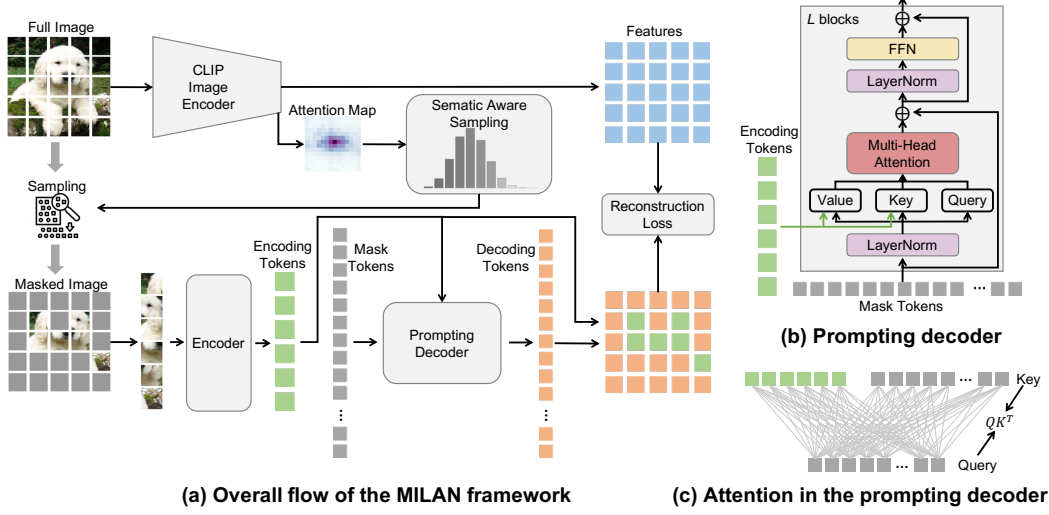 Full Image
CLIP
Image
Encoder
Attention Map
Sematic Aware
Sampling
Features
Sampling
Reconstruction
Loss
Masked Image
Encoder
Encoding
Tokens
Mask
Tokens
Prompting
Decoder
Decoding
Tokens
(a) Overall flow of the MILAN framework
L blocks
FFN
LayerNorm
Multi-Head
Attention
Encoding
Tokens
Value
Key
Query
LayerNorm
Mask Tokens
(b) Prompting decoder
Key
QK^T
Query
(c) Attention in the prompting decoder